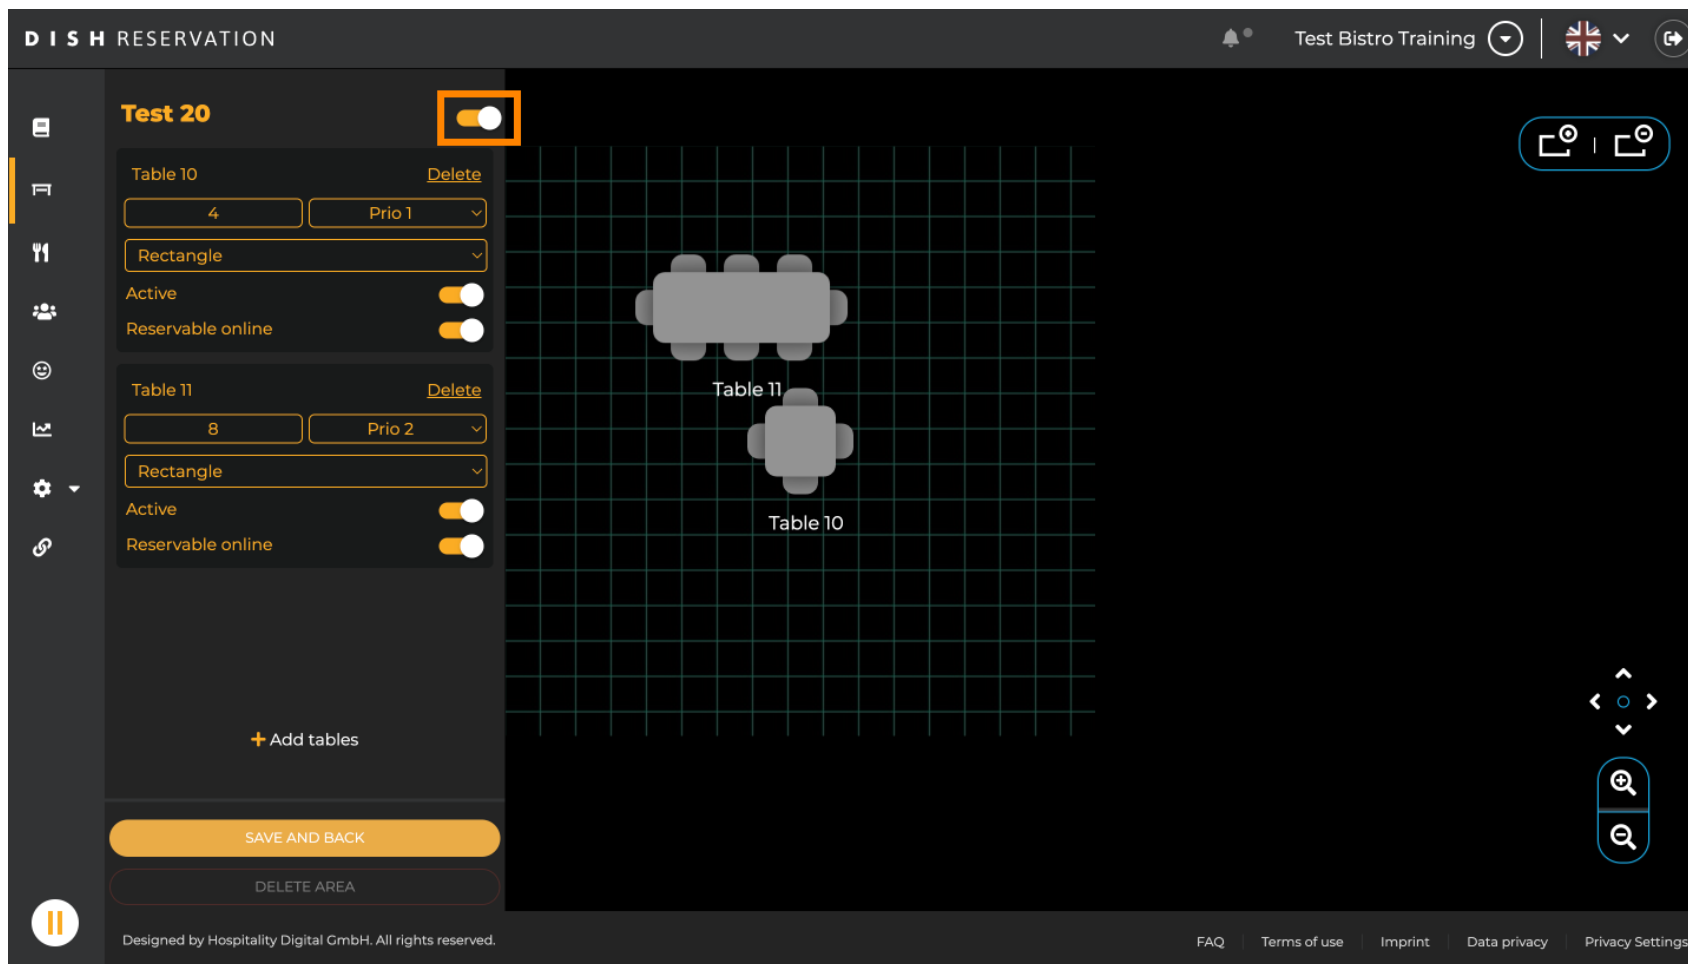 DISH RESERVATION
Test Bistro Training
Test 20
Table 10 Delete
4 Prio 1
Rectangle
Active
Reservable online
Table 11 Delete
8 Prio 2
Rectangle
Active
Reservable online
Add tables
SAVE AND BACK
DELETE AREA
Table 11
Table 10
Designed by Hospitality Digital GmbH. All rights reserved.
FAQ Terms of use Imprint Data privacy Privacy Settings